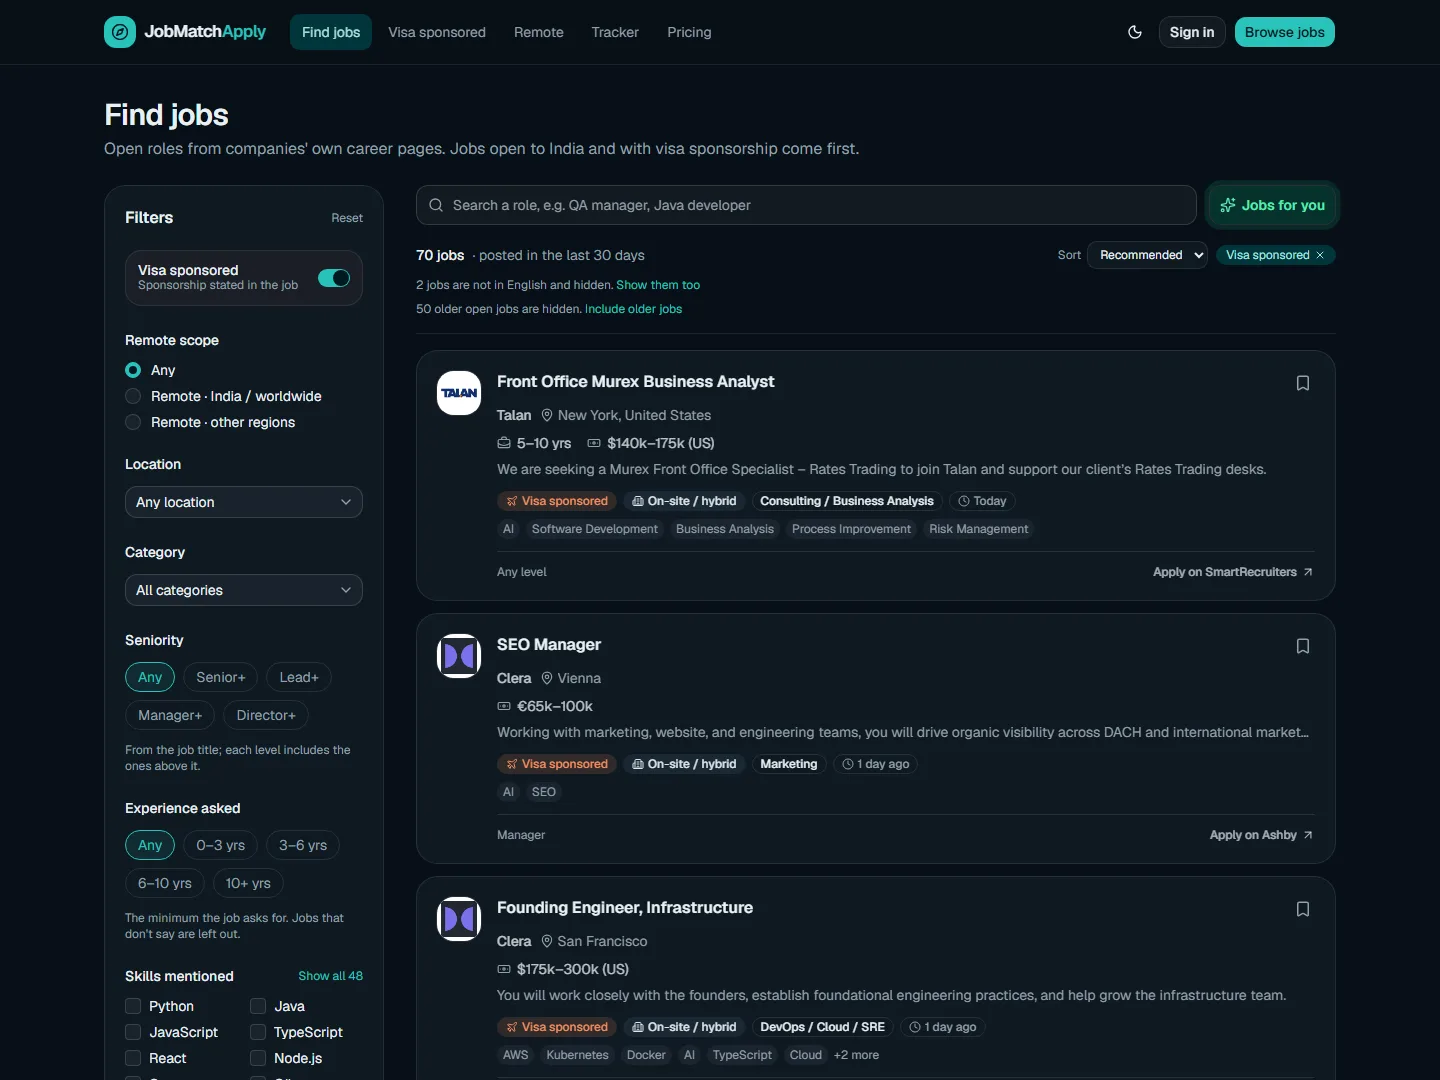 JobMatchApply
Find jobs
Visa sponsored
Remote
Tracker
Pricing
Sign in
Browse jobs
Find jobs
Open roles from companies' own career pages. Jobs open to India and with visa sponsorship come first.
Filters
Reset
Visa sponsored
Sponsorship stated in the job
Remote scope
Any
Remote · India / worldwide
Remote · other regions
Location
Any location
Category
All categories
Seniority
Any
Senior+
Lead+
Manager+
Director+
From the job title; each level includes the
ones above it.
Experience asked
Any
0–3 yrs
3–6 yrs
6–10 yrs
10+ yrs
The minimum the job asks for. Jobs that
don't say are left out.
Skills mentioned
Show all 48
Python
Java
JavaScript
TypeScript
React
Node.js
Search a role, e.g. QA manager, Java developer
Jobs for you
70 jobs · posted in the last 30 days
Sort
Recommended
Visa sponsored ×
2 jobs are not in English and hidden. Show them too
50 older open jobs are hidden. Include older jobs
TALAN
Front Office Murex Business Analyst
Talan New York, United States
5–10 yrs $140k–175k (US)
We are seeking a Murex Front Office Specialist – Rates Trading to join Talan and support our client's Rates Trading desks.
Visa sponsored On-site / hybrid Consulting / Business Analysis Today
AI Software Development Business Analysis Process Improvement Risk Management
Any level
Apply on SmartRecruiters
SEO Manager
Clera Vienna
€65k–100k
Working with marketing, website, and engineering teams, you will drive organic visibility across DACH and international market...
Visa sponsored On-site / hybrid Marketing 1 day ago
AI SEO
Manager
Apply on Ashby
Founding Engineer, Infrastructure
Clera San Francisco
$175k–300k (US)
You will work closely with the founders, establish foundational engineering practices, and help grow the infrastructure team.
Visa sponsored On-site / hybrid DevOps / Cloud / SRE 1 day ago
AWS Kubernetes Docker AI TypeScript Cloud +2 more